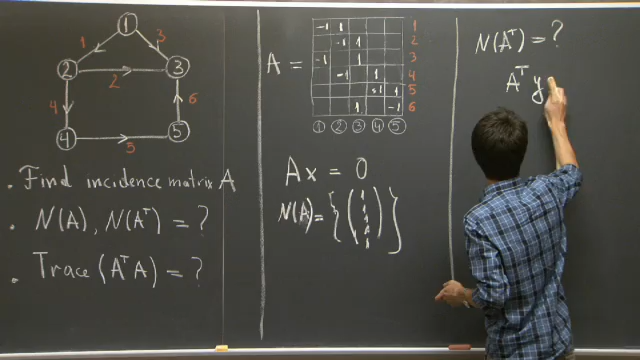 1
1 3
2 3
2
4 6
4 5
5
. Find incidence matrix A
. N(A), N(Aᵀ) = ?
. Trace (AᵀA) = ?
-1 1 1
-1 1 2
A = -1 1 3
-1 1 4
-1 1 5
1 -1 6
1 2 3 4 5
Ax = 0
N(A) = { ( 1 1 1 1 1 ) }
N(Aᵀ) = ?
Aᵀy